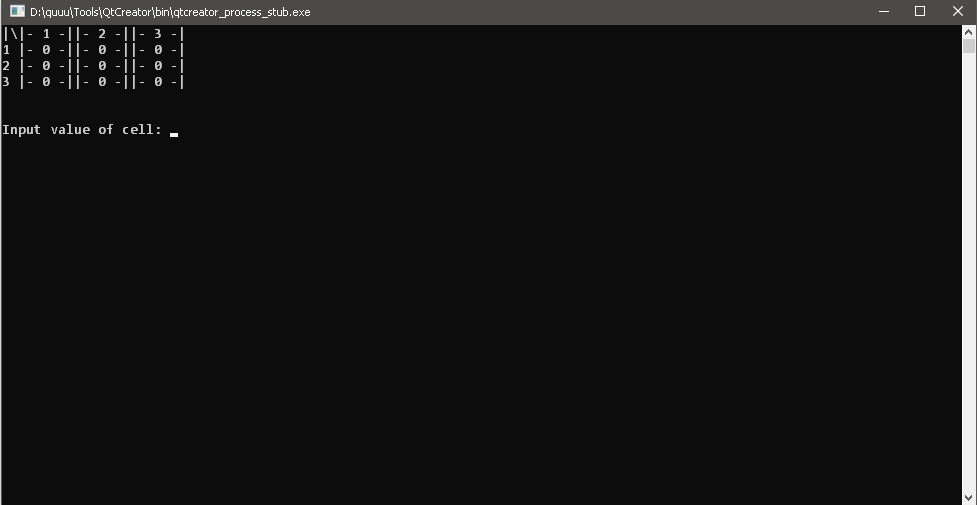 D:\quuu\Tools\QtCreator\bin\qtcreator_process_stub.exe
|\|- 1 -||- 2 -||- 3 -|
1 |- 0 -||- 0 -||- 0 -|
2 |- 0 -||- 0 -||- 0 -|
3 |- 0 -||- 0 -||- 0 -|
Input value of cell: